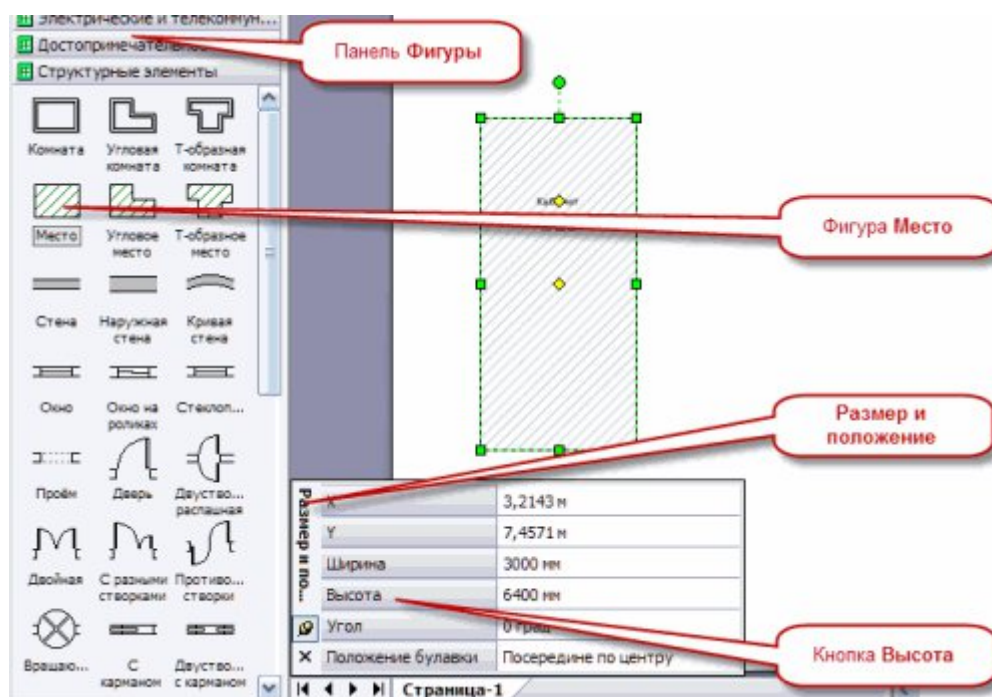 Электрические и телекоммун...
Достопримечатель
Структурные элементы
Панель Фигуры
Комната
Угловая комната
Т-образная комната
Место
Угловое место
Т-образное место
Стена
Наружная стена
Кривая стена
Окно
Окно на роликах
Стеклоп...
Проём
Дверь
Двуство... распашная
Двойная
С разными створками
Противо... створки
Вращаю...
С карманом
Двуство... с карманом
Фигура Место
Размер и
положение
Размер и по...
X 3,2143 м
Y 7,4571 м
Ширина 3000 мм
Высота 6400 мм
Угол 0 град
Положение булавки Посередине по центру
Кнопка Высота
Страница-1